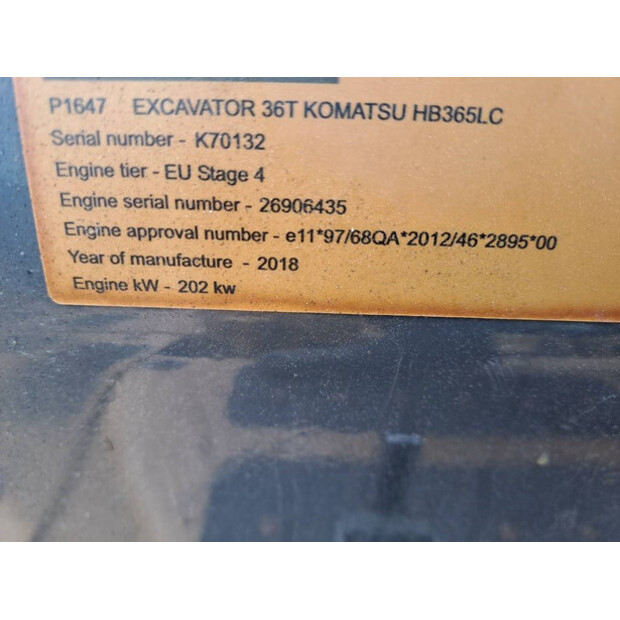 P1647 EXCAVATOR 36T KOMATSU HB365LC
Serial number - K70132
Engine tier - EU Stage 4
Engine serial number - 26906435
Engine approval number - e11*97/68QA*2012/46*2895*00
Year of manufacture - 2018
Engine kW - 202 kw